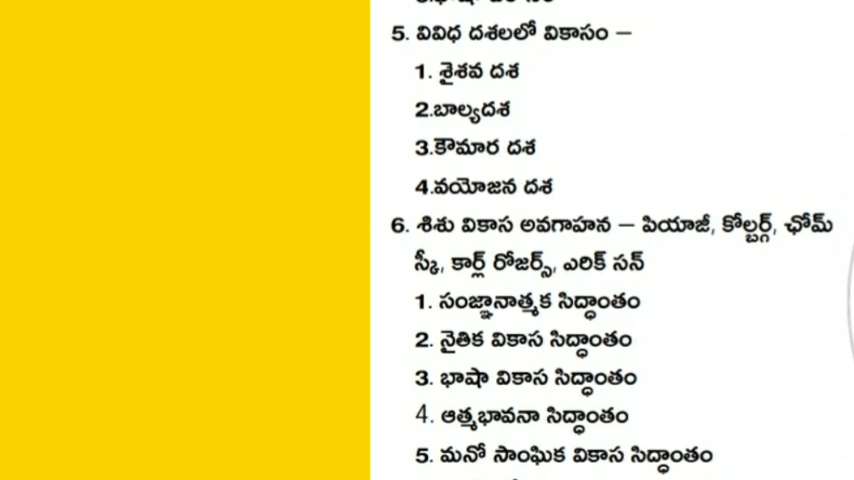 5. వివిధ దశలలో వికాసం –
1. శైశవ దశ
2.బాల్యదశ
3.కౌమార దశ
4.వయోజన దశ
6. శిశు వికాస అవగాహన – పియాజీ, కోల్బర్గ్, ఛోమ్
స్కీ, కార్ల్ రోజర్స్, ఎరిక్ సన్
1. సంజ్ఞానాత్మక సిద్ధాంతం
2. నైతిక వికాస సిద్ధాంతం
3. భాషా వికాస సిద్ధాంతం
4. ఆత్మభావనా సిద్ధాంతం
5. మనో సాంఘిక వికాస సిద్ధాంతం